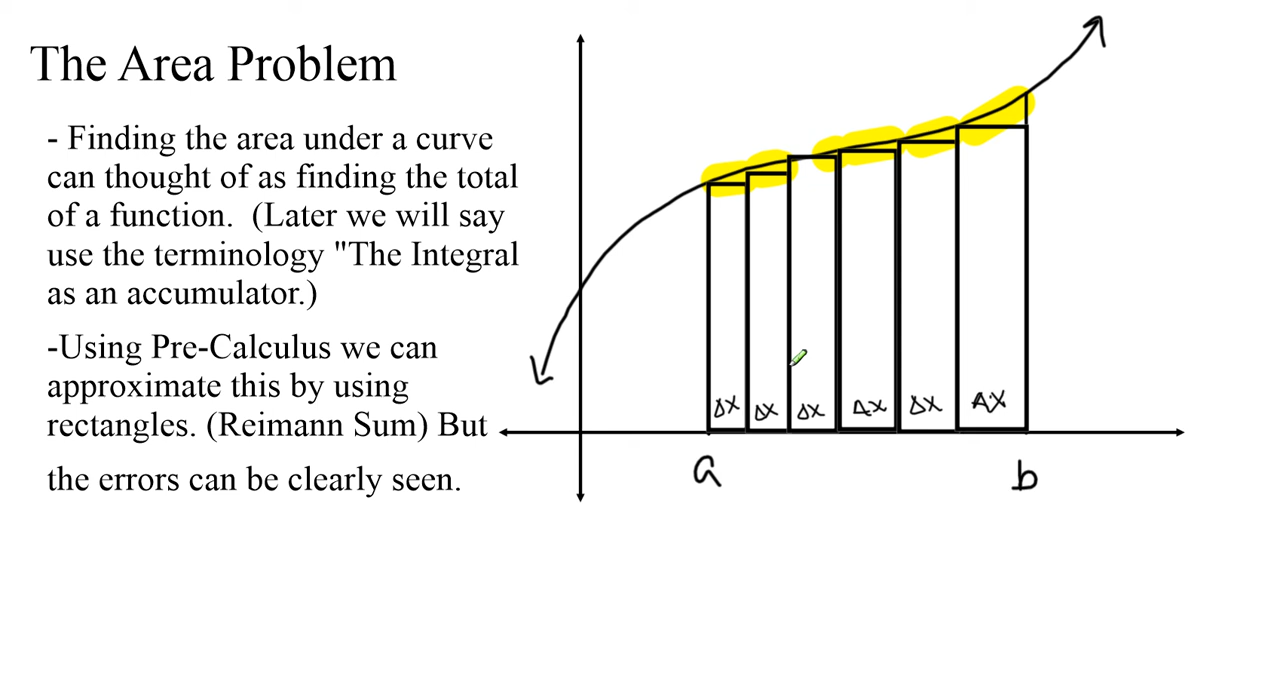 The Area Problem
- Finding the area under a curve
can thought of as finding the total
of a function.  (Later we will say
use the terminology "The Integral
as an accumulator.)
-Using Pre-Calculus we can
approximate this by using
rectangles. (Reimann Sum) But
the errors can be clearly seen.
Δx Δx Δx Δx Δx Δx
a b